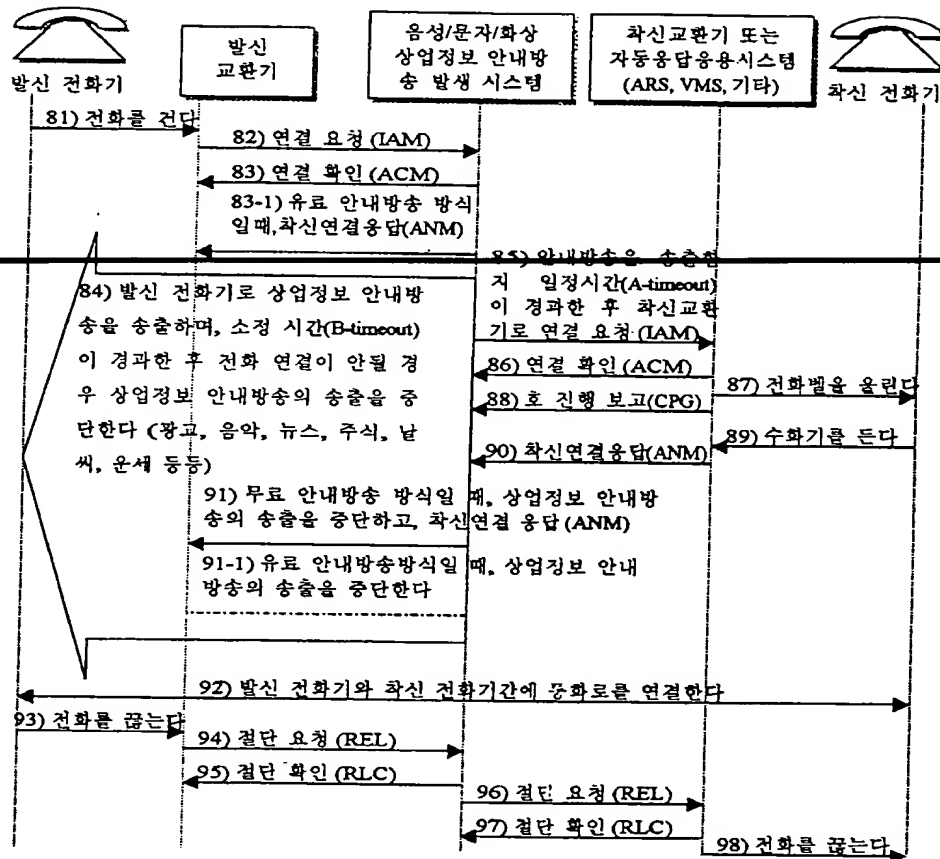 발신 전화기
발신
교환기
음성/문자/화상
상업정보 안내방
송 발생 시스템
착신교환기 또는
자동응답응용시스템
(ARS, VMS, 기타)
착신 전화기
81) 전화를 건다
82) 연결 요청 (IAM)
83) 연결 확인 (ACM)
83-1) 유료 안내방송 방식
일때,착신연결응답(ANM)
84) 발신 전화기로 상업정보 안내방
송을 송출하며, 소정 시간(B-timeout)
이 경과한 후 전화 연결이 안될 경
우 상업정보 안내방송의 송출을 중
단한다 (광고, 음악, 뉴스, 주식, 날
씨, 운세 등등)
85) 안내방송을 송출한
지 일정시간(A-timeout)
이 경과한 후 착신교환
기로 연결 요청(IAM)
86) 연결 확인 (ACM)
87) 전화벨을 울린다
88) 호 진행 보고(CPG)
89) 수화기를 든다
90) 착신연결응답(ANM)
91) 무료 안내방송 방식일 때, 상업정보 안내방
송의 송출을 중단하고, 착신연결 응답 (ANM)
91-1) 유료 안내방송방식일 때, 상업정보 안내
방송의 송출을 중단한다
92) 발신 전화기와 착신 전화기간에 통화로를 연결한다
93) 전화를 끊는다
94) 절단 요청 (REL)
95) 절단 확인 (RLC)
96) 절단 요청 (REL)
97) 절단 확인 (RLC)
98) 전화를 끊는다